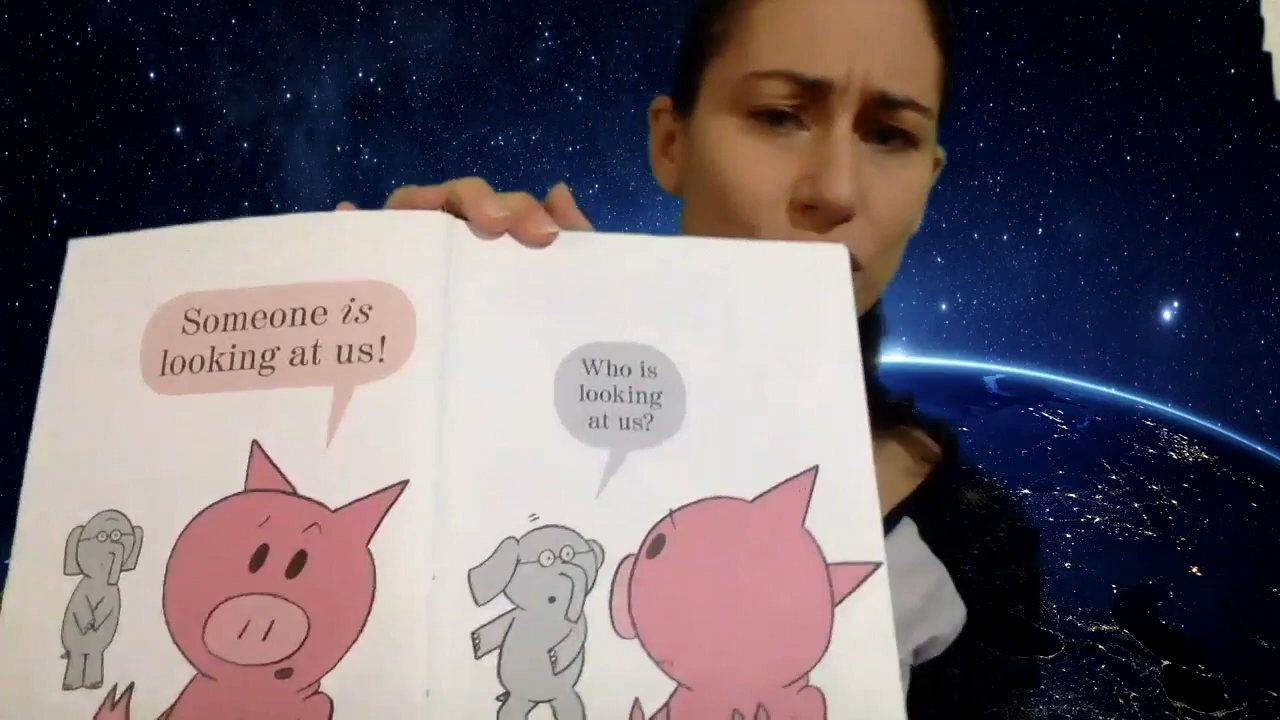 Someone is
looking at us!
Who is
looking
at us?